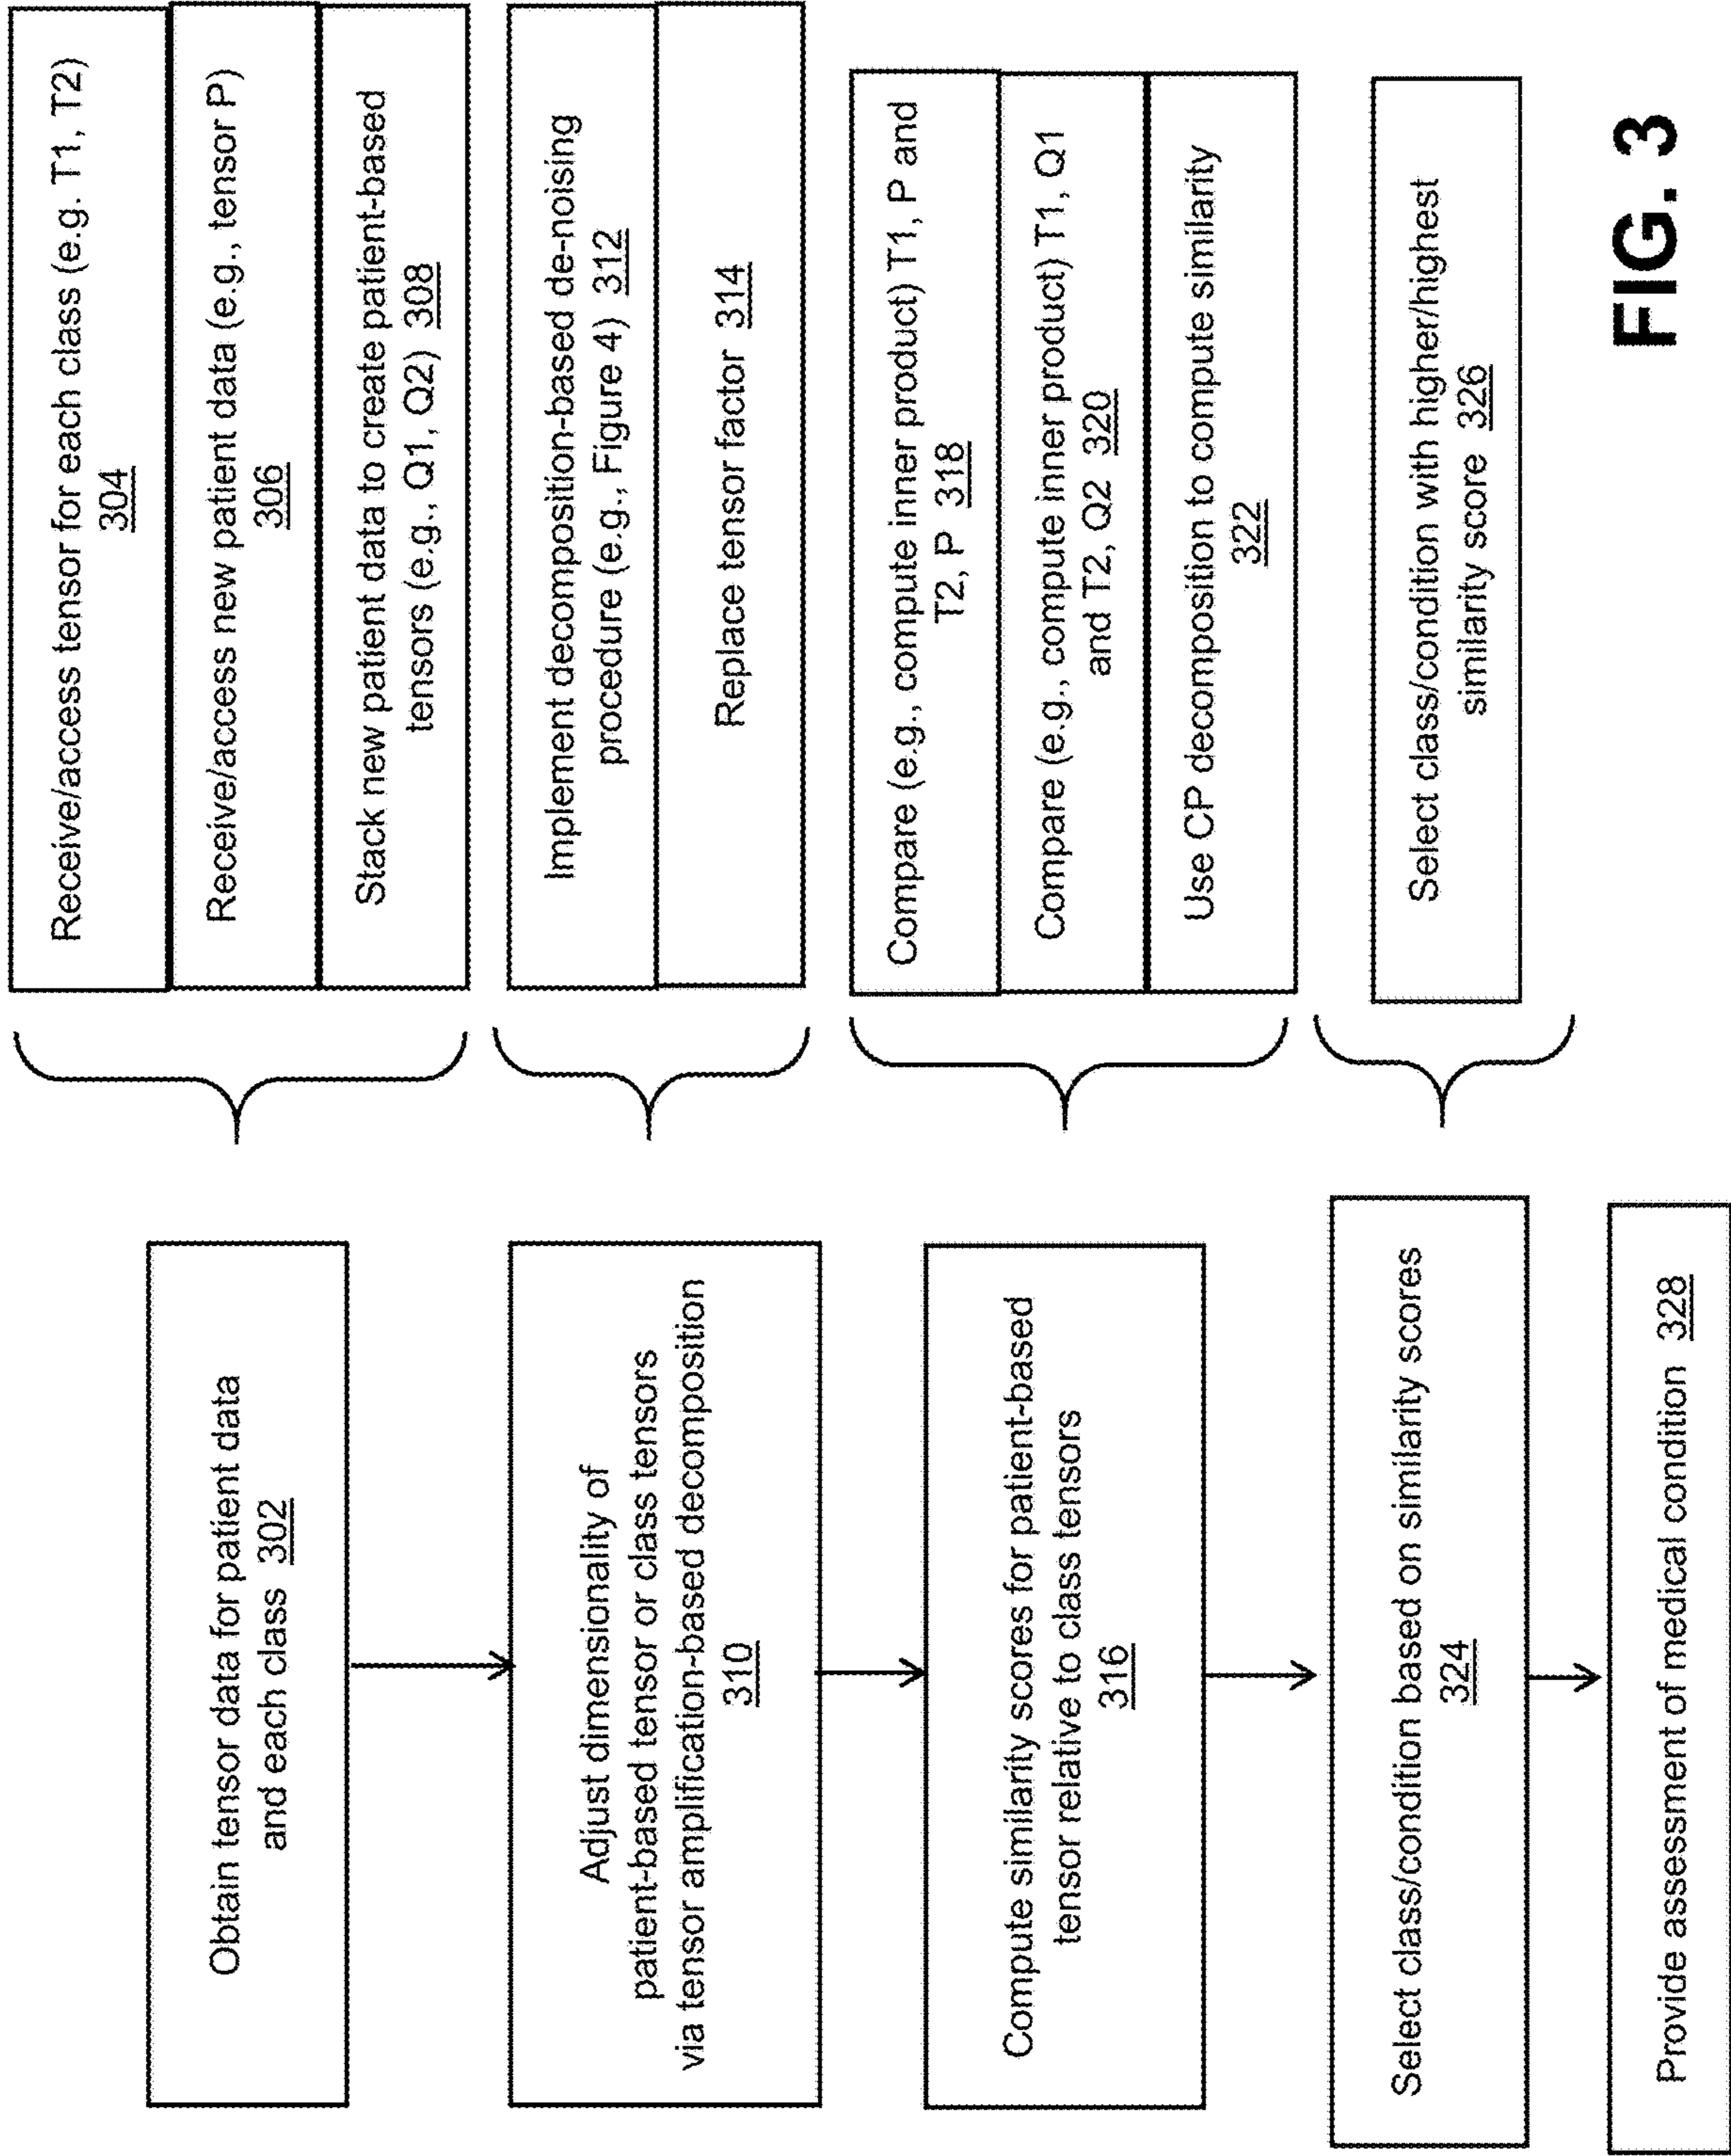 Obtain tensor data for patient data
and each class 302
Receive/access tensor for each class (e.g. T1, T2)
304
Receive/access new patient data (e.g., tensor P)
306
Stack new patient data to create patient-based
tensors (e.g., Q1, Q2) 308
Adjust dimensionality of
patient-based tensor or class tensors
via tensor amplification-based decomposition
310
Implement decomposition-based de-noising
procedure (e.g., Figure 4) 312
Replace tensor factor 314
Compute similarity scores for patient-based
tensor relative to class tensors
316
Compare (e.g., compute inner product) T1, P and
T2, P 318
Compare (e.g., compute inner product) T1, Q1
and T2, Q2 320
Use CP decomposition to compute similarity
322
Select class/condition based on similarity scores
324
Select class/condition with higher/highest
similarity score 326
Provide assessment of medical condition 328
FIG. 3